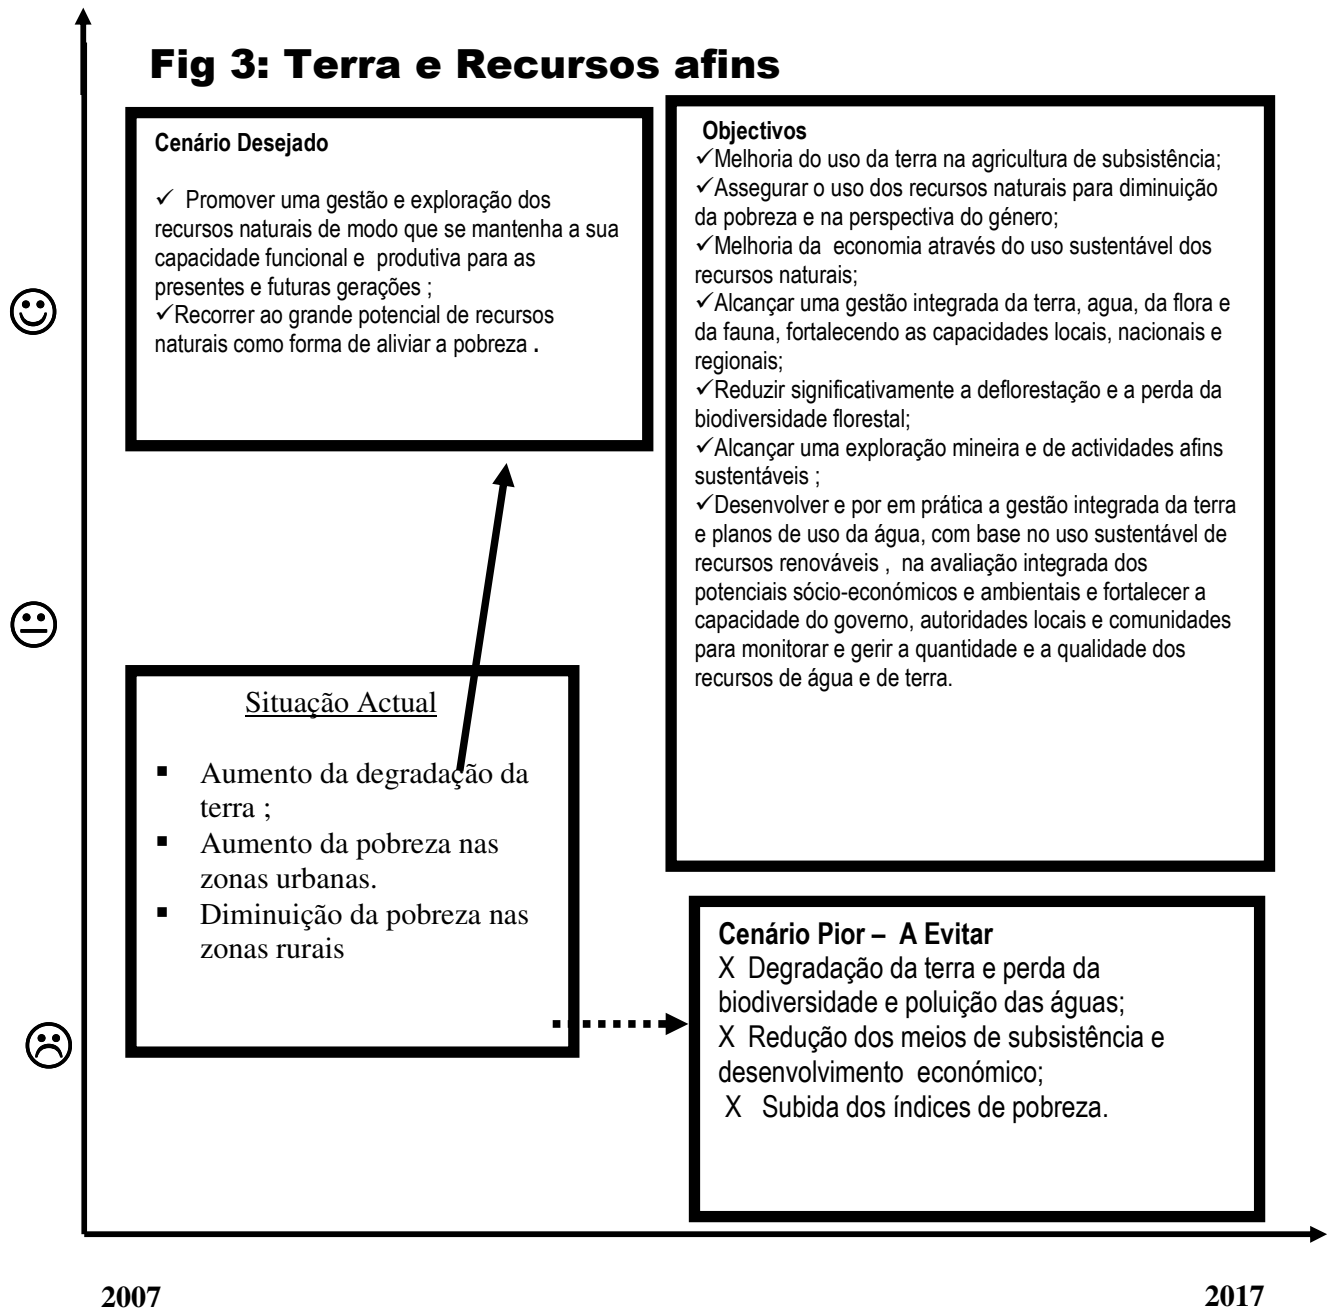 Fig 3: Terra e Recursos afins
Cenário Desejado
✓ Promover uma gestão e exploração dos
recursos naturais de modo que se mantenha a sua
capacidade funcional e produtiva para as
presentes e futuras gerações ;
✓Recorrer ao grande potencial de recursos
naturais como forma de aliviar a pobreza .
Objectivos
✓Melhoria do uso da terra na agricultura de subsistência;
✓Assegurar o uso dos recursos naturais para diminuição
da pobreza e na perspectiva do género;
✓Melhoria da economia através do uso sustentável dos
recursos naturais;
✓Alcançar uma gestão integrada da terra, agua, da flora e
da fauna, fortalecendo as capacidades locais, nacionais e
regionais;
✓Reduzir significativamente a deflorestação e a perda da
biodiversidade florestal;
✓Alcançar uma exploração mineira e de actividades afins
sustentáveis ;
✓Desenvolver e por em prática a gestão integrada da terra
e planos de uso da água, com base no uso sustentável de
recursos renováveis , na avaliação integrada dos
potenciais sócio-económicos e ambientais e fortalecer a
capacidade do governo, autoridades locais e comunidades
para monitorar e gerir a quantidade e a qualidade dos
recursos de água e de terra.
Situação Actual
▪ Aumento da degradação da
terra ;
▪ Aumento da pobreza nas
zonas urbanas.
▪ Diminuição da pobreza nas
zonas rurais
Cenário Pior – A Evitar
X Degradação da terra e perda da
biodiversidade e poluição das águas;
X Redução dos meios de subsistência e
desenvolvimento económico;
X Subida dos índices de pobreza.
2007
2017